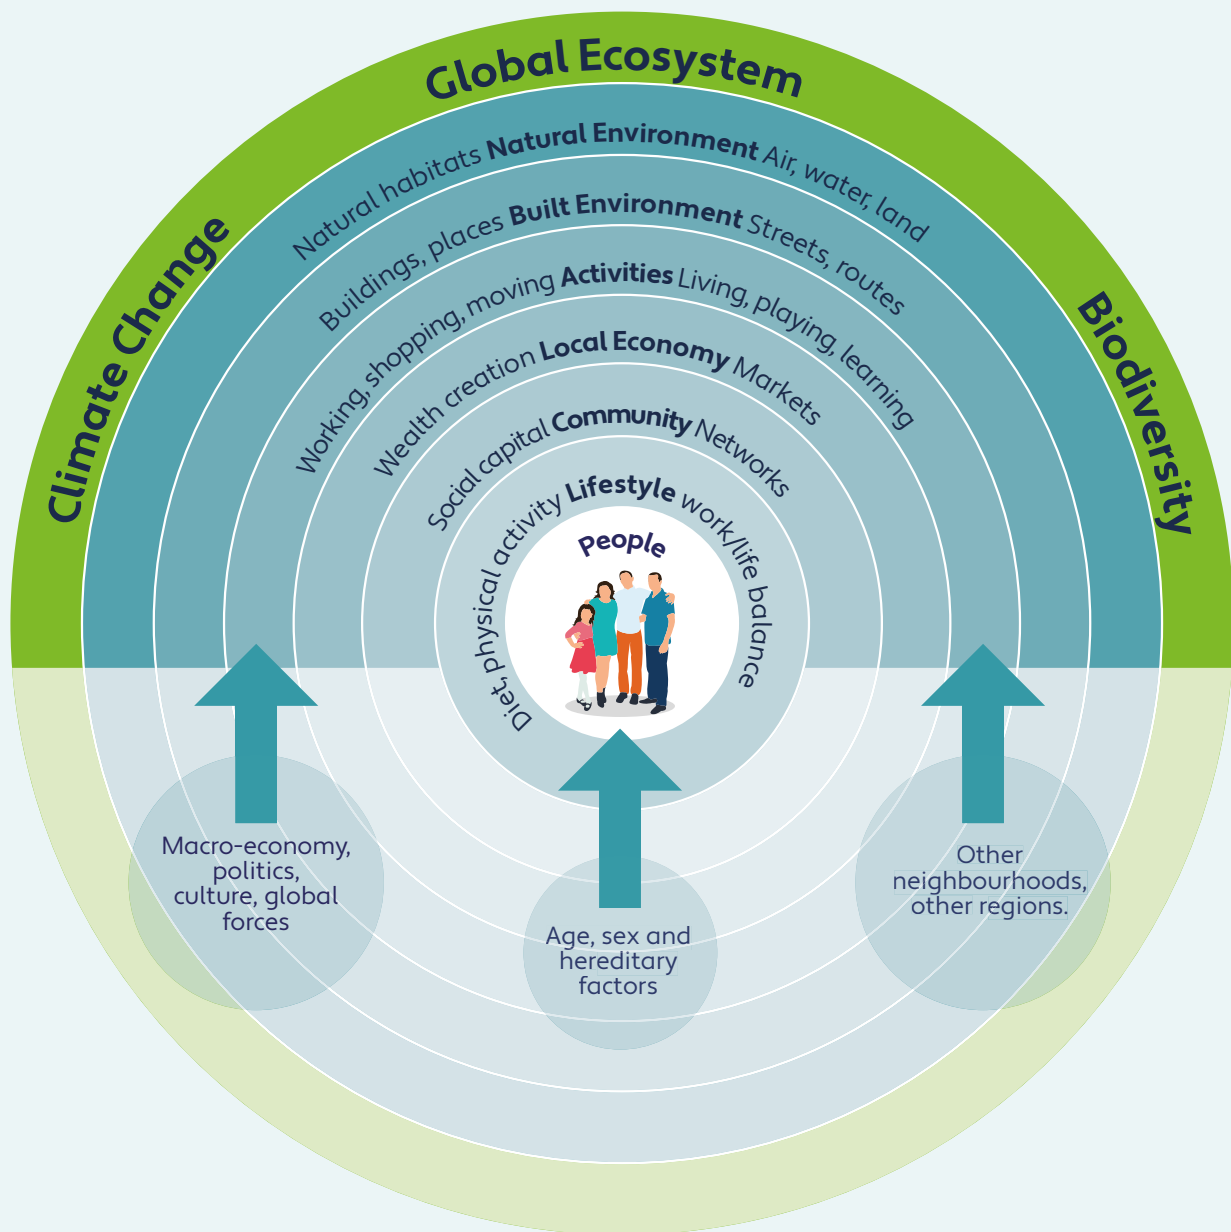 Global Ecosystem
Climate Change
Biodiversity
Natural habitats Natural Environment Air, water, land
Buildings, places Built Environment Streets, routes
Working, shopping, moving Activities Living, playing, learning
Wealth creation Local Economy Markets
Social capital Community Networks
Diet, physical activity Lifestyle work/life balance
People
Macro-economy,
politics,
culture, global
forces
Age, sex and
hereditary
factors
Other
neighbourhoods,
other regions.